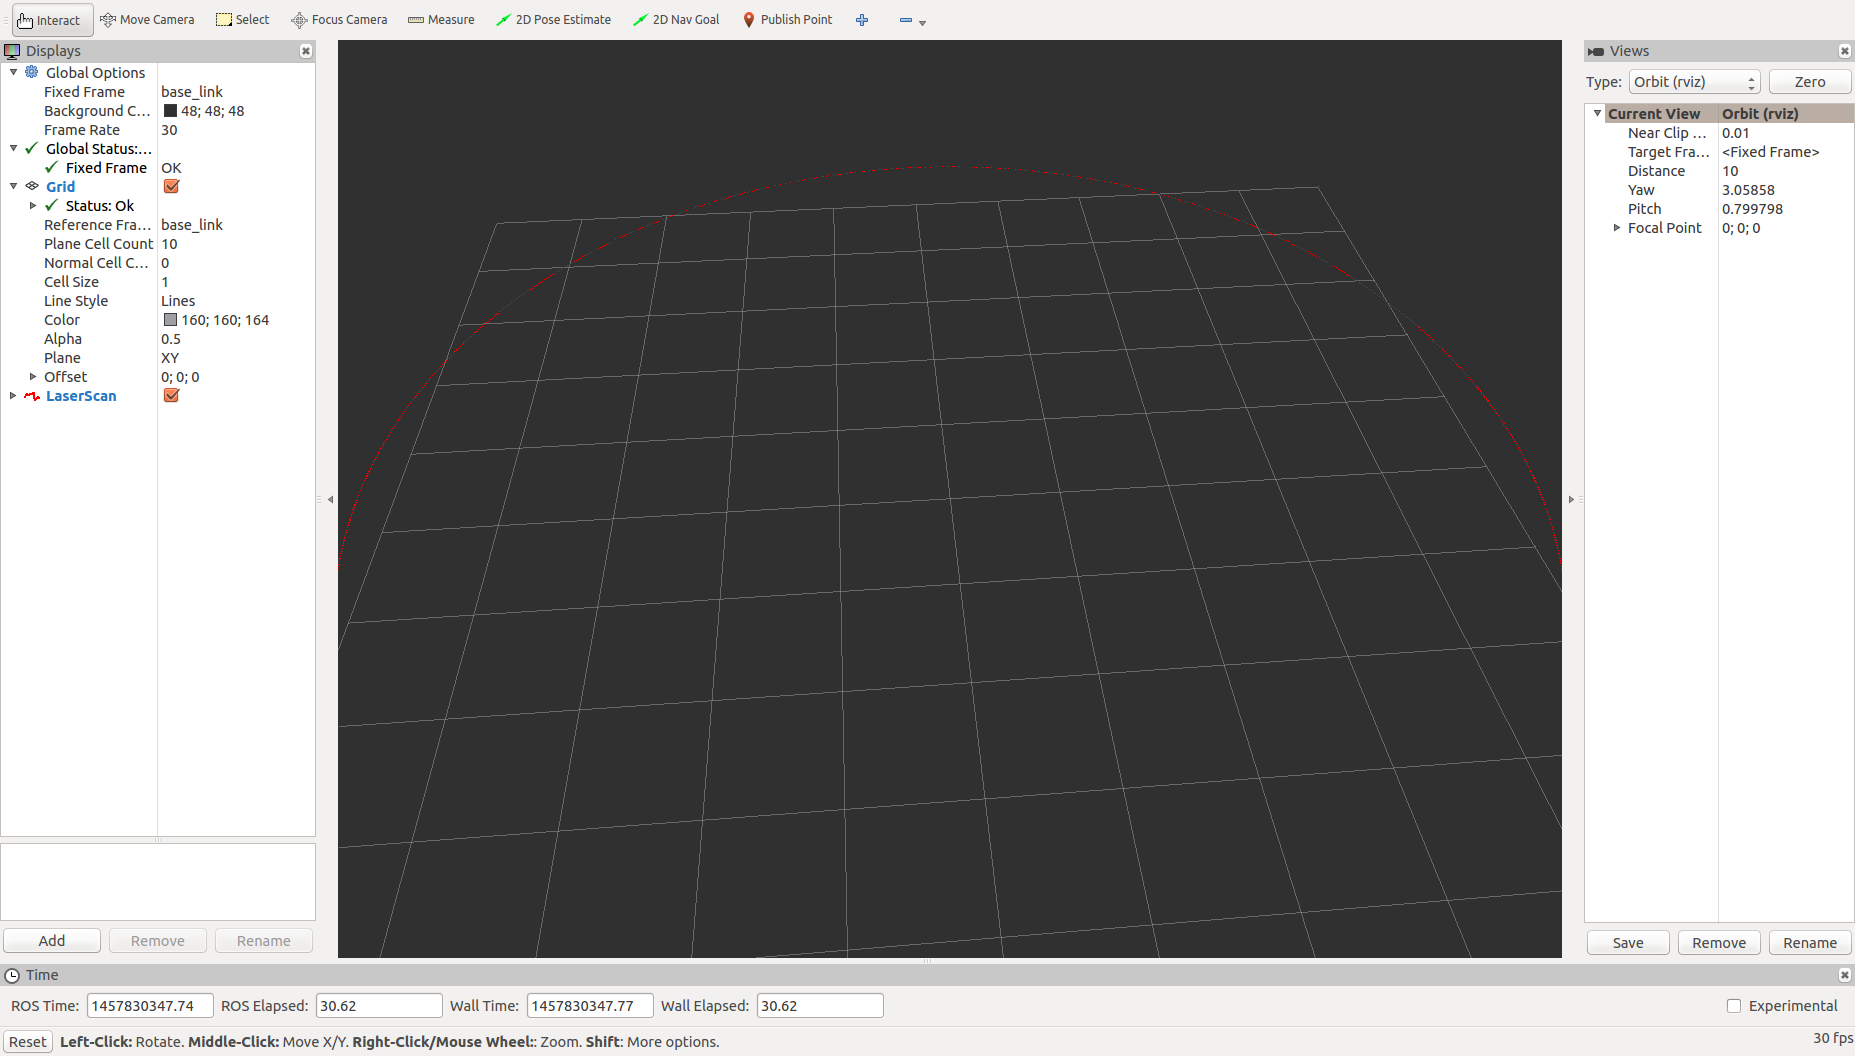 Interact Move Camera Select Focus Camera Measure 2D Pose Estimate 2D Nav Goal Publish Point
Displays
Global Options
Fixed Frame base_link
Background C... 48; 48; 48
Frame Rate 30
Global Status:...
Fixed Frame OK
Grid
Status: Ok
Reference Fra... base_link
Plane Cell Count 10
Normal Cell C... 0
Cell Size 1
Line Style Lines
Color 160; 160; 164
Alpha 0.5
Plane XY
Offset 0; 0; 0
LaserScan
Add Remove Rename
Views
Type: Orbit (rviz) Zero
Current View Orbit (rviz)
Near Clip ... 0.01
Target Fra... <Fixed Frame>
Distance 10
Yaw 3.05858
Pitch 0.799798
Focal Point 0; 0; 0
Save Remove Rename
Time
ROS Time: 1457830347.74 ROS Elapsed: 30.62 Wall Time: 1457830347.77 Wall Elapsed: 30.62 Experimental
Reset Left-Click: Rotate. Middle-Click: Move X/Y. Right-Click/Mouse Wheel:: Zoom. Shift: More options. 30 fps